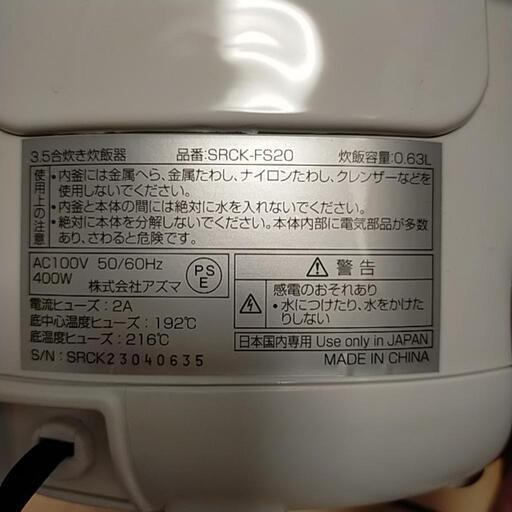 3.5合炊き炊飯器 品番:SRCK-FS20 炊飯容量:0.63L
使用上の注意
・内釜には金属へら、金属たわし、ナイロンたわし、クレンザーなどを
使用しないでください。
・内釜と本体の間には絶対に水を入れないでください。
・絶対に本体を分解しないでください。本体内部に電気部品が多数
あり、さわると危険です。
AC100V 50/60Hz
400W 株式会社アズマ
PS
E
電流ヒューズ:2A
底中心温度ヒューズ:192℃
底温度ヒューズ:216℃
S/N:SRCK23040635
警告
感電のおそれあり
・水につけたり、水をかけた
りしない
日本国内専用 Use only in JAPAN
MADE IN CHINA